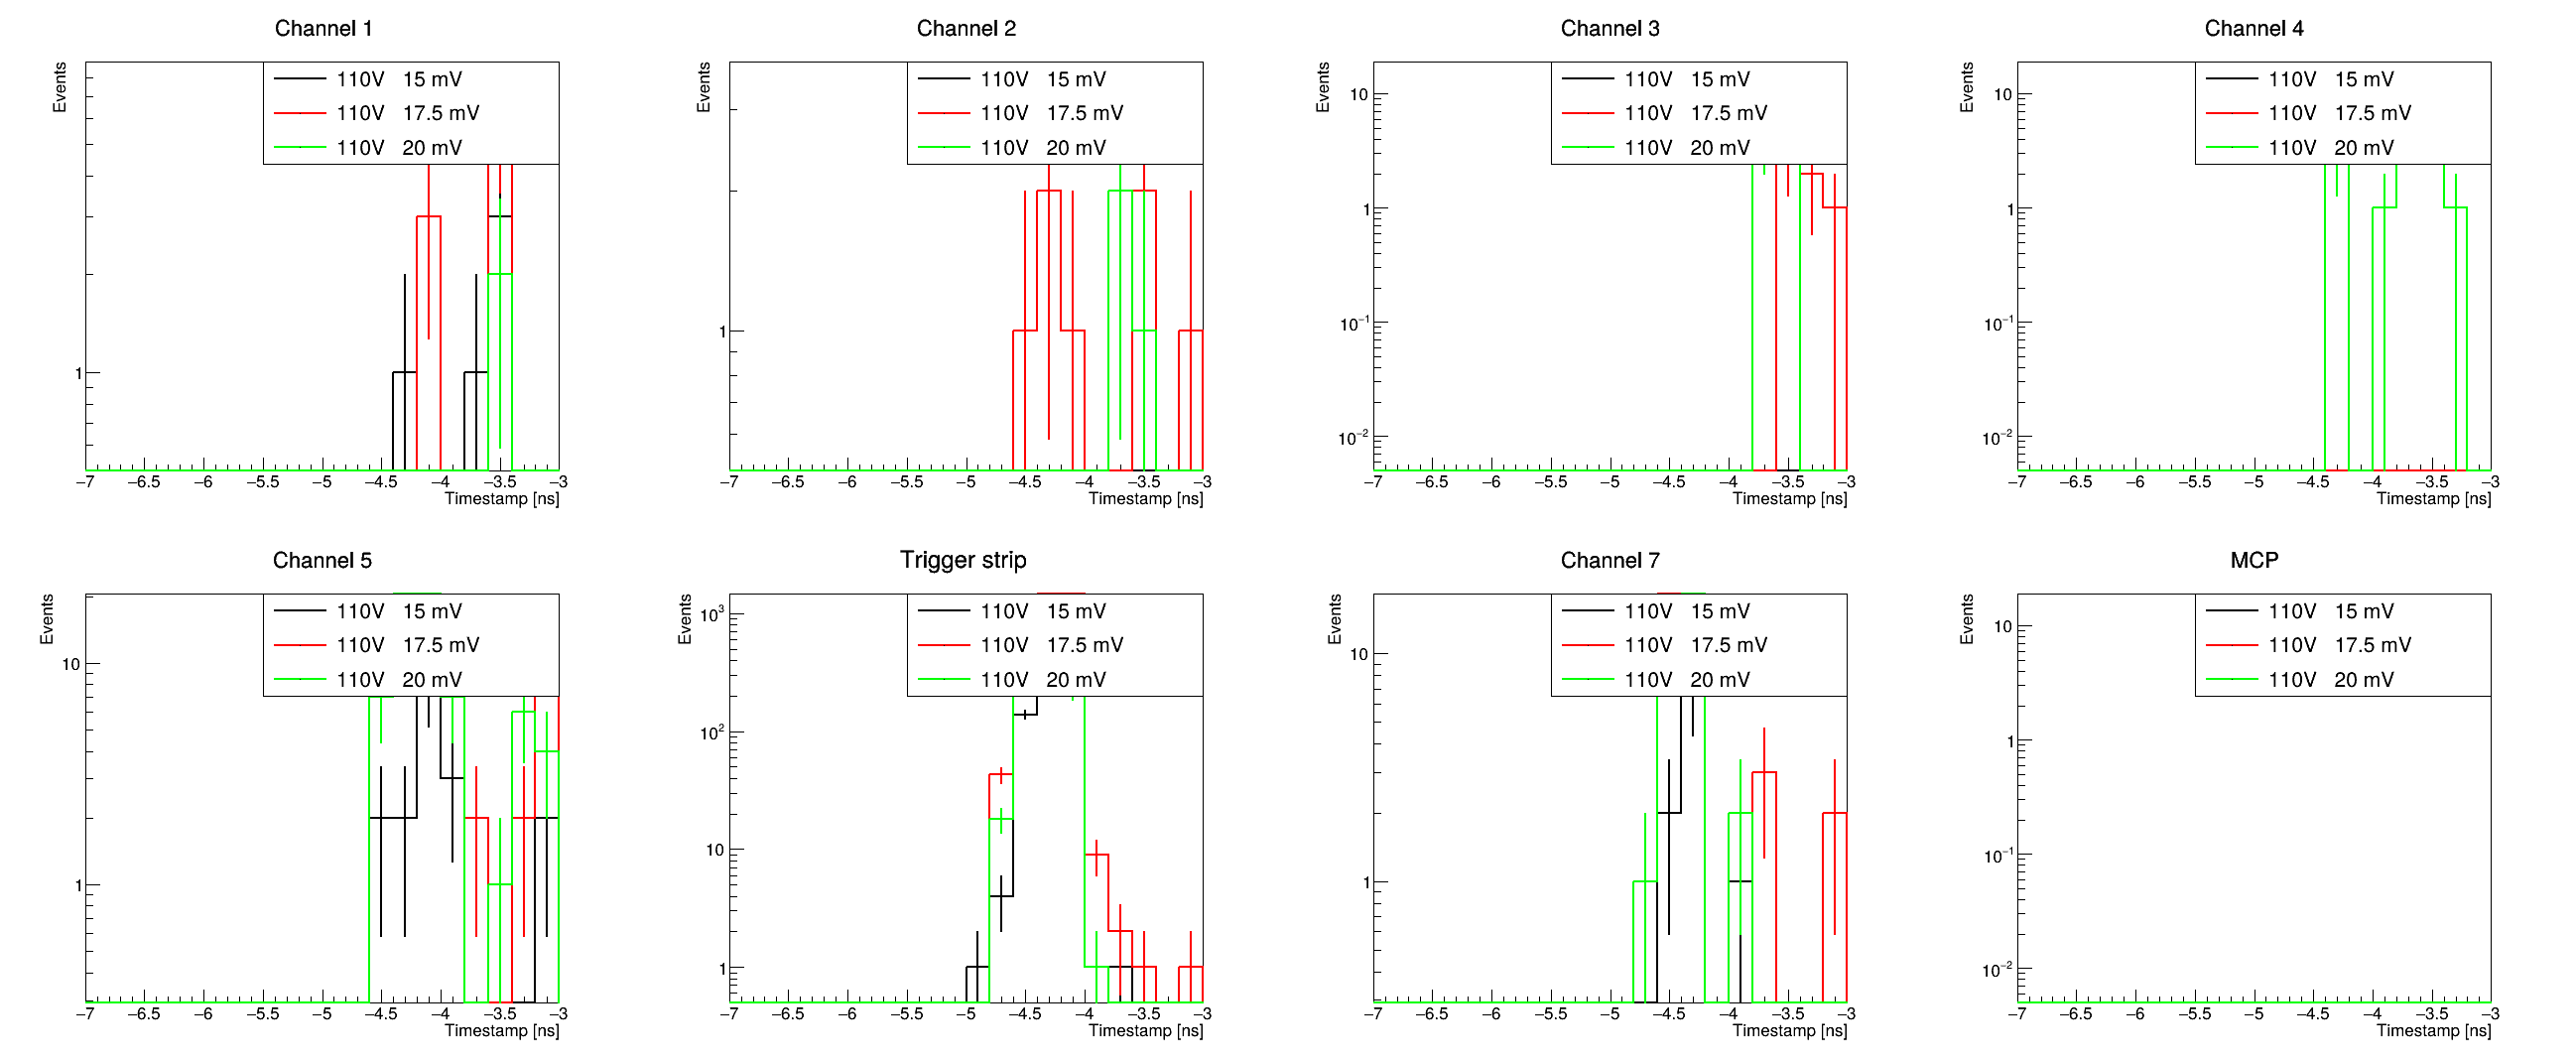 Channel 1
Events
110V 15 mV
110V 17.5 mV
110V 20 mV
1
−7 −6.5 −6 −5.5 −5 −4.5 −4 −3.5 −3
Timestamp [ns]
Channel 2
Events
110V 15 mV
110V 17.5 mV
110V 20 mV
1
−7 −6.5 −6 −5.5 −5 −4.5 −4 −3.5 −3
Timestamp [ns]
Channel 3
Events
110V 15 mV
110V 17.5 mV
110V 20 mV
10
1
10⁻¹
10⁻²
−7 −6.5 −6 −5.5 −5 −4.5 −4 −3.5 −3
Timestamp [ns]
Channel 4
Events
110V 15 mV
110V 17.5 mV
110V 20 mV
10
1
10⁻¹
10⁻²
−7 −6.5 −6 −5.5 −5 −4.5 −4 −3.5 −3
Timestamp [ns]
Channel 5
Events
110V 15 mV
110V 17.5 mV
110V 20 mV
10
1
−7 −6.5 −6 −5.5 −5 −4.5 −4 −3.5 −3
Timestamp [ns]
Trigger strip
Events
110V 15 mV
110V 17.5 mV
110V 20 mV
10³
10²
10
1
−7 −6.5 −6 −5.5 −5 −4.5 −4 −3.5 −3
Timestamp [ns]
Channel 7
Events
110V 15 mV
110V 17.5 mV
110V 20 mV
10
1
−7 −6.5 −6 −5.5 −5 −4.5 −4 −3.5 −3
Timestamp [ns]
MCP
Events
110V 15 mV
110V 17.5 mV
110V 20 mV
10
1
10⁻¹
10⁻²
−7 −6.5 −6 −5.5 −5 −4.5 −4 −3.5 −3
Timestamp [ns]